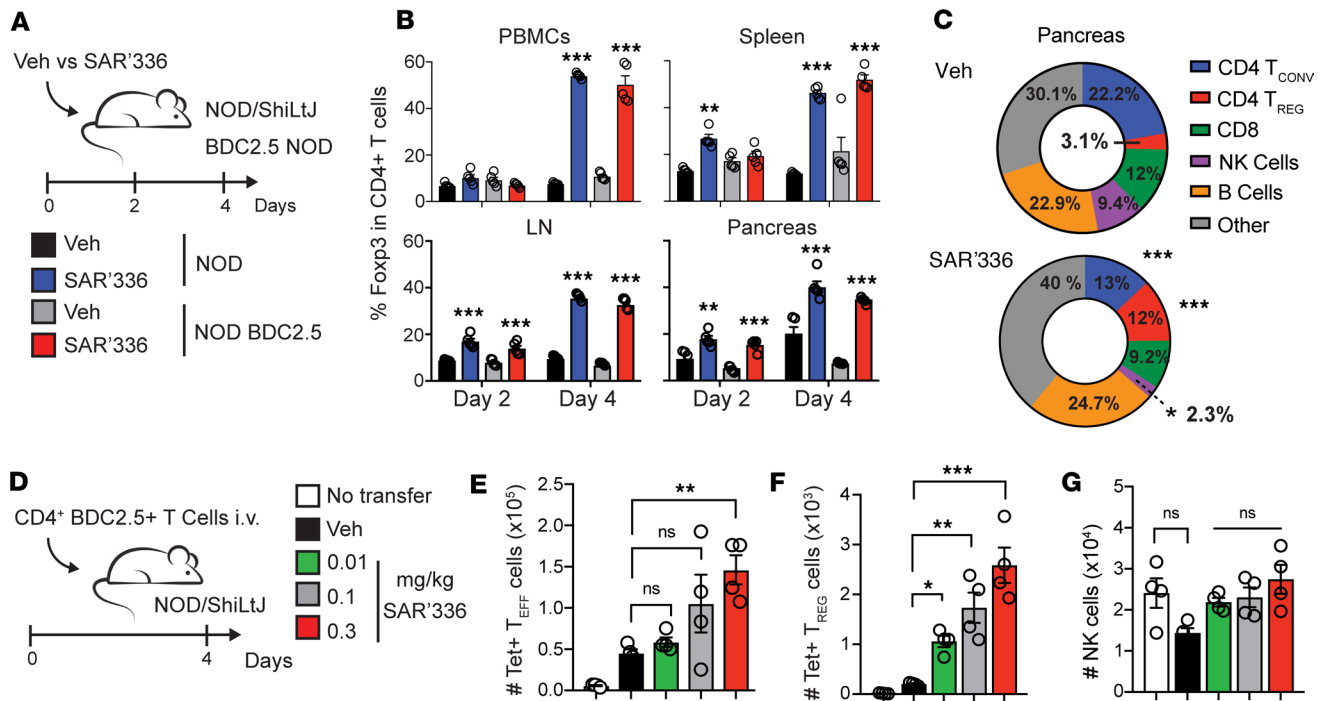 A
Veh vs SAR'336
NOD/ShiLtJ
BDC2.5 NOD
0 2 4 Days
Veh
SAR'336
NOD
Veh
SAR'336
NOD BDC2.5
B
% Foxp3 in CD4+ T cells
PBMCs
60
40
20
0
***
***
Spleen
**
***
***
LN
60
40
20
0
***
***
***
***
Day 2 Day 4
Pancreas
**
***
***
***
Day 2 Day 4
C
Pancreas
Veh
30.1% 22.2%
3.1%
12%
22.9% 9.4%
CD4 TCONV
CD4 TREG
CD8
NK Cells
B Cells
Other
SAR'336
40 % 13%
***
12%
***
9.2%
24.7%
* 2.3%
D
CD4+ BDC2.5+ T Cells i.v.
NOD/ShiLtJ
0 4 Days
No transfer
Veh
0.01
0.1
0.3
mg/kg
SAR'336
E
# Tet+ TEFF cells (x10⁵)
2.5
2.0
1.5
1.0
0.5
0.0
**
ns
ns
F
# Tet+ TREG cells (x10³)
4
3
2
1
0
***
**
*
G
# NK cells (x10⁴)
5
4
3
2
1
0
ns ns